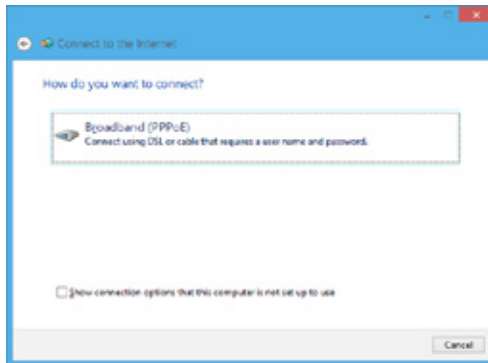 Connect to the Internet
How do you want to connect?
Broadband (PPPoE)
Connect using DSL or cable that requires a user name and password.
Show connection options that this computer is not set up to use
Cancel